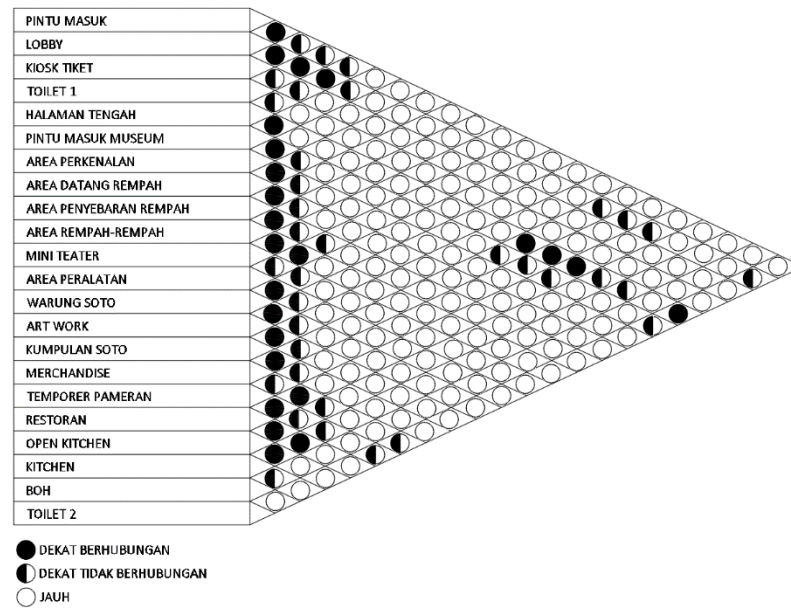 PINTU MASUK
LOBBY
KIOSK TIKET
TOILET 1
HALAMAN TENGAH
PINTU MASUK MUSEUM
AREA PERKENALAN
AREA DATANG REMPAH
AREA PENYEBARAN REMPAH
AREA REMPAH-REMPAH
MINI TEATER
AREA PERALATAN
WARUNG SOTO
ART WORK
KUMPULAN SOTO
MERCHANDISE
TEMPORER PAMERAN
RESTORAN
OPEN KITCHEN
KITCHEN
BOH
TOILET 2
DEKAT BERHUBUNGAN
DEKAT TIDAK BERHUBUNGAN
JAUH